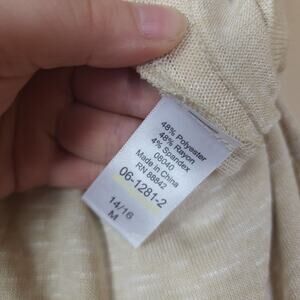 48% Polyester
48% Rayon
4% Spandex
08040
Made in China
RN 88842
06-1281-2
14/16
M